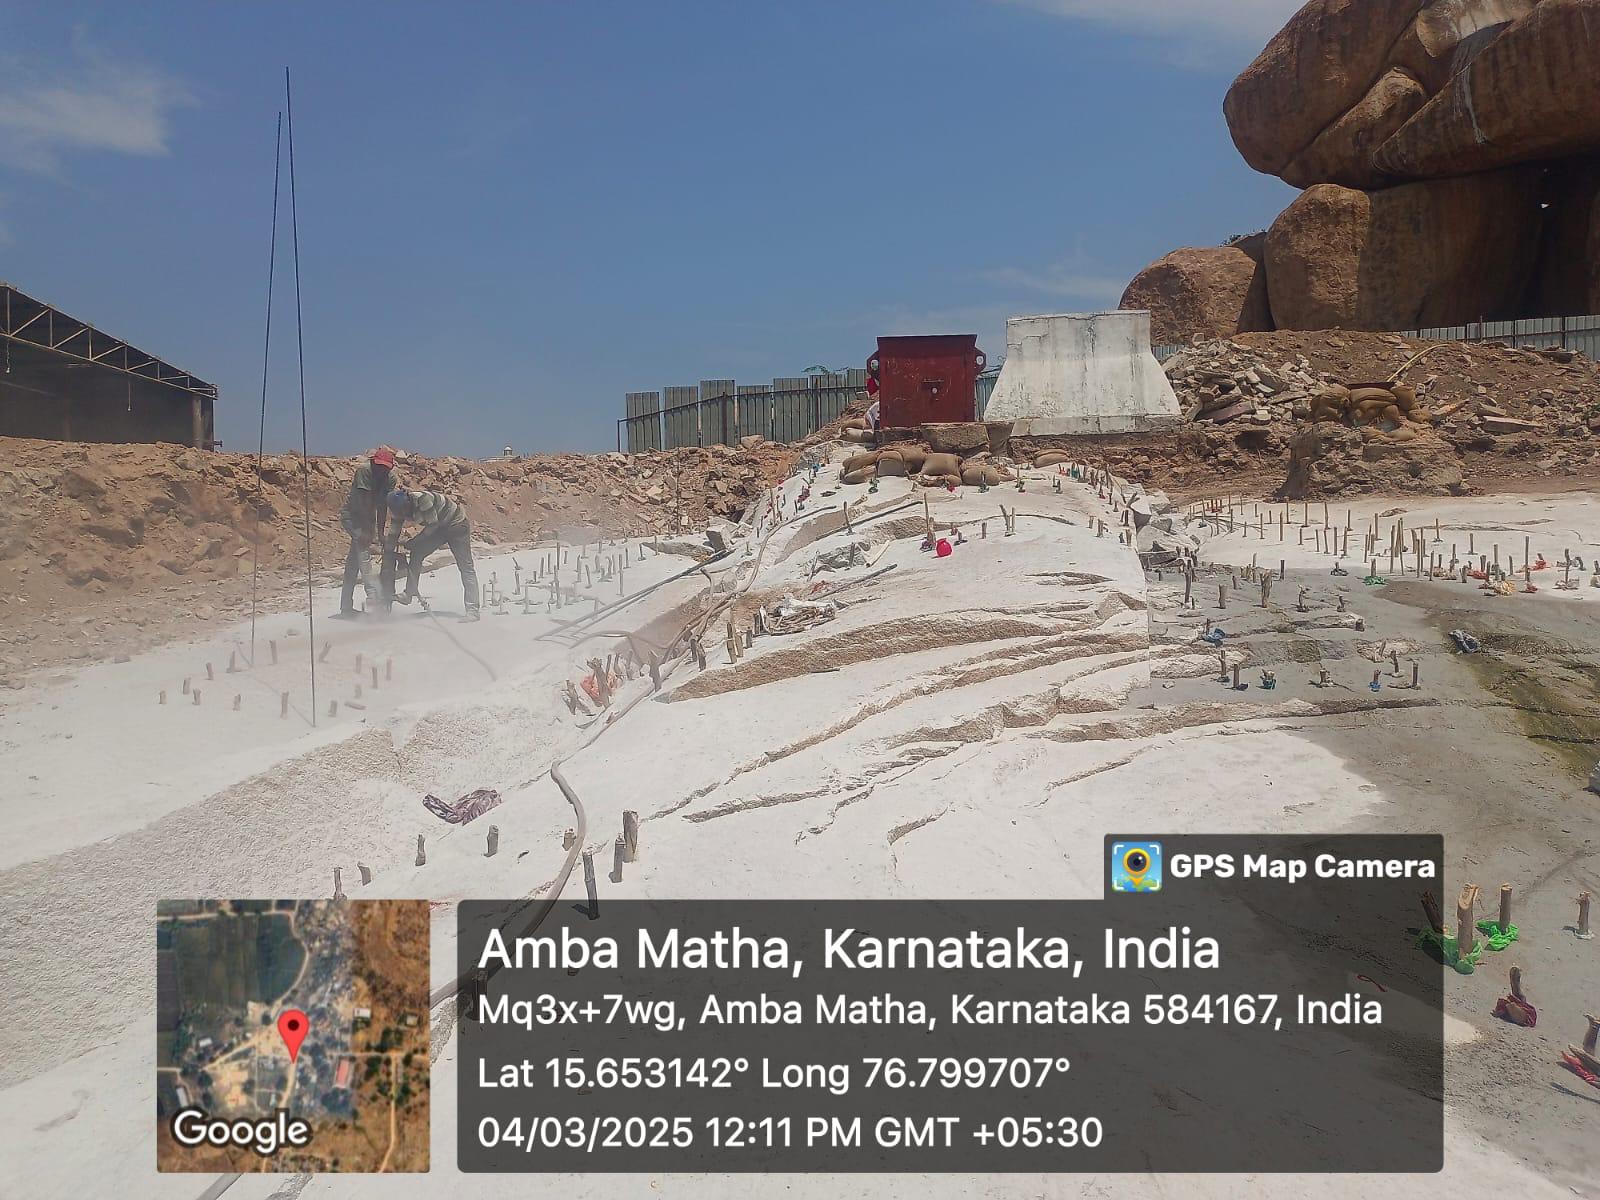 GPS Map Camera
Amba Matha, Karnataka, India
Mq3x+7wg, Amba Matha, Karnataka 584167, India
Lat 15.653142° Long 76.799707°
04/03/2025 12:11 PM GMT +05:30
Google